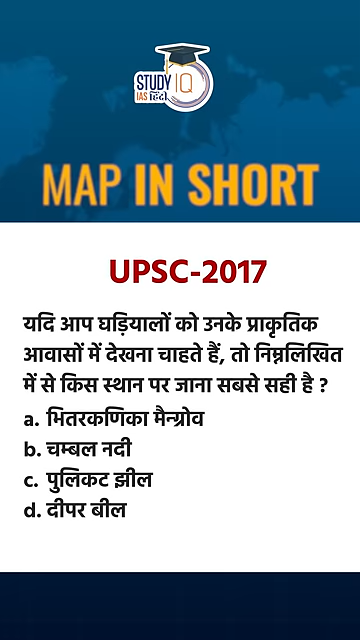 STUDY IQ
IAS हिंदी
MAP IN SHORT
UPSC-2017
यदि आप घड़ियालों को उनके प्राकृतिक
आवासों में देखना चाहते हैं, तो निम्नलिखित
में से किस स्थान पर जाना सबसे सही है ?
a. भितरकणिका मैन्ग्रोव
b. चम्बल नदी
c. पुलिकट झील
d. दीपर बील